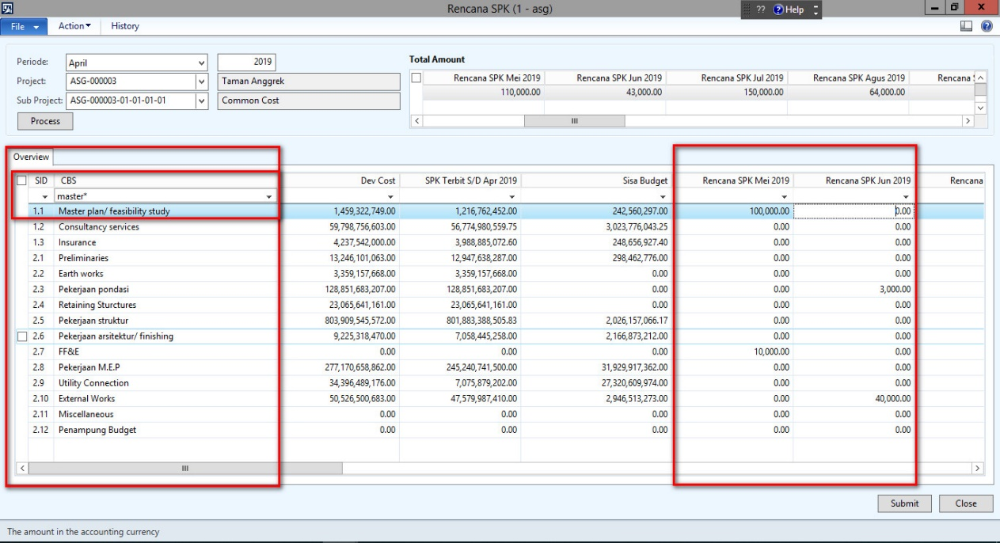 Rencana SPK (1 - asg)
?? Help
File Action History
Periode: April 2019
Project: ASG-000003 Taman Anggrek
Sub Project: ASG-000003-01-01-01-01 Common Cost
Process
Total Amount
Rencana SPK Mei 2019 Rencana SPK Jun 2019 Rencana SPK Jul 2019 Rencana SPK Agus 2019 Rencana
110,000.00 43,000.00 150,000.00 64,000.00
Overview
SID CBS Dev Cost SPK Terbit S/D Apr 2019 Sisa Budget Rencana SPK Mei 2019 Rencana SPK Jun 2019 Rencana
master*
1.1 Master plan/ feasibility study 1,459,322,749.00 1,216,762,452.00 242,560,297.00 100,000.00 0.00
1.2 Consultancy services 59,798,756,603.00 56,774,980,559.75 3,023,776,043.25 0.00 0.00
1.3 Insurance 4,237,542,000.00 3,988,885,072.60 248,656,927.40 0.00 0.00
2.1 Preliminaries 13,246,101,063.00 12,947,638,287.00 298,462,776.00 0.00 0.00
2.2 Earth works 3,359,157,668.00 3,359,157,668.00 0.00 0.00 0.00
2.3 Pekerjaan pondasi 128,851,683,207.00 128,851,683,207.00 0.00 0.00 3,000.00
2.4 Retaining Sturctures 23,065,641,161.00 23,065,641,161.00 0.00 0.00 0.00
2.5 Pekerjaan struktur 803,909,545,572.00 801,883,388,505.83 2,026,157,066.17 0.00 0.00
2.6 Pekerjaan arsitektur/ finishing 9,225,318,470.00 7,058,445,258.00 2,166,873,212.00 0.00 0.00
2.7 FF&E 0.00 0.00 0.00 10,000.00 0.00
2.8 Pekerjaan M.E.P 277,170,658,862.00 245,240,741,500.00 31,929,917,362.00 0.00 0.00
2.9 Utility Connection 34,396,489,176.00 7,075,879,202.00 27,320,609,974.00 0.00 0.00
2.10 External Works 50,526,500,683.00 47,579,987,410.00 2,946,513,273.00 0.00 40,000.00
2.11 Miscellaneous 0.00 0.00 0.00 0.00 0.00
2.12 Penampung Budget 0.00 0.00 0.00 0.00 0.00
Submit Close
The amount in the accounting currency